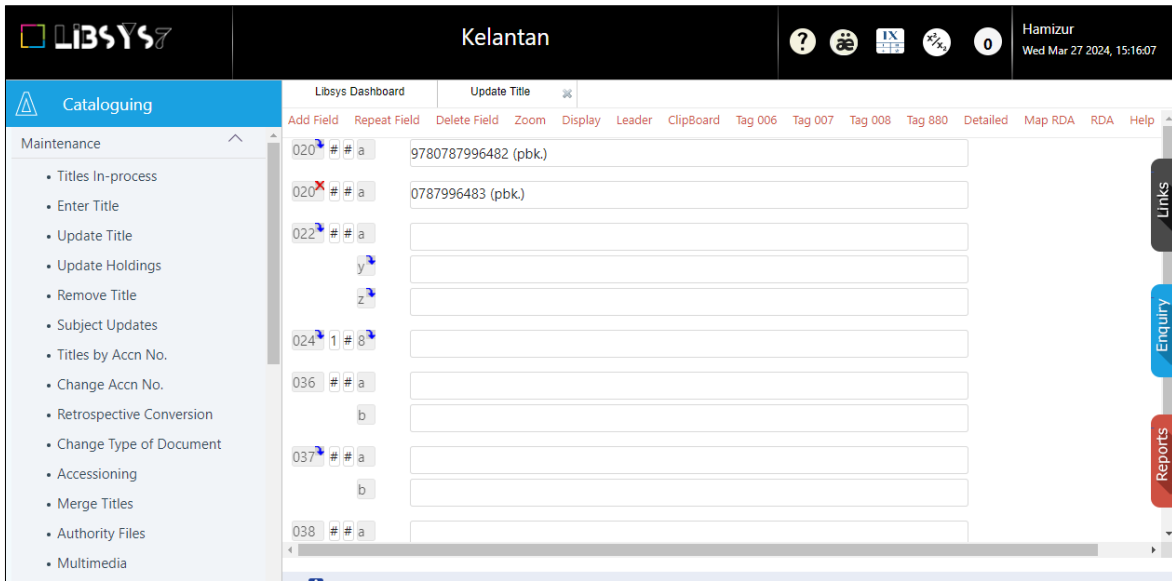 LiBSYS7
Kelantan
? æ IX x²/x₂ 0
Hamizur
Wed Mar 27 2024, 15:16:07
Cataloguing
Maintenance
• Titles In-process
• Enter Title
• Update Title
• Update Holdings
• Remove Title
• Subject Updates
• Titles by Accn No.
• Change Accn No.
• Retrospective Conversion
• Change Type of Document
• Accessioning
• Merge Titles
• Authority Files
• Multimedia
Libsys Dashboard Update Title
Add Field Repeat Field Delete Field Zoom Display Leader ClipBoard Tag 006 Tag 007 Tag 008 Tag 880 Detailed Map RDA RDA Help
020 # # a 9780787996482 (pbk.)
020 # # a 0787996483 (pbk.)
022 # # a
y
z
024 1 # 8
036 # # a
b
037 # # a
b
038 # # a
Links
Enquiry
Reports